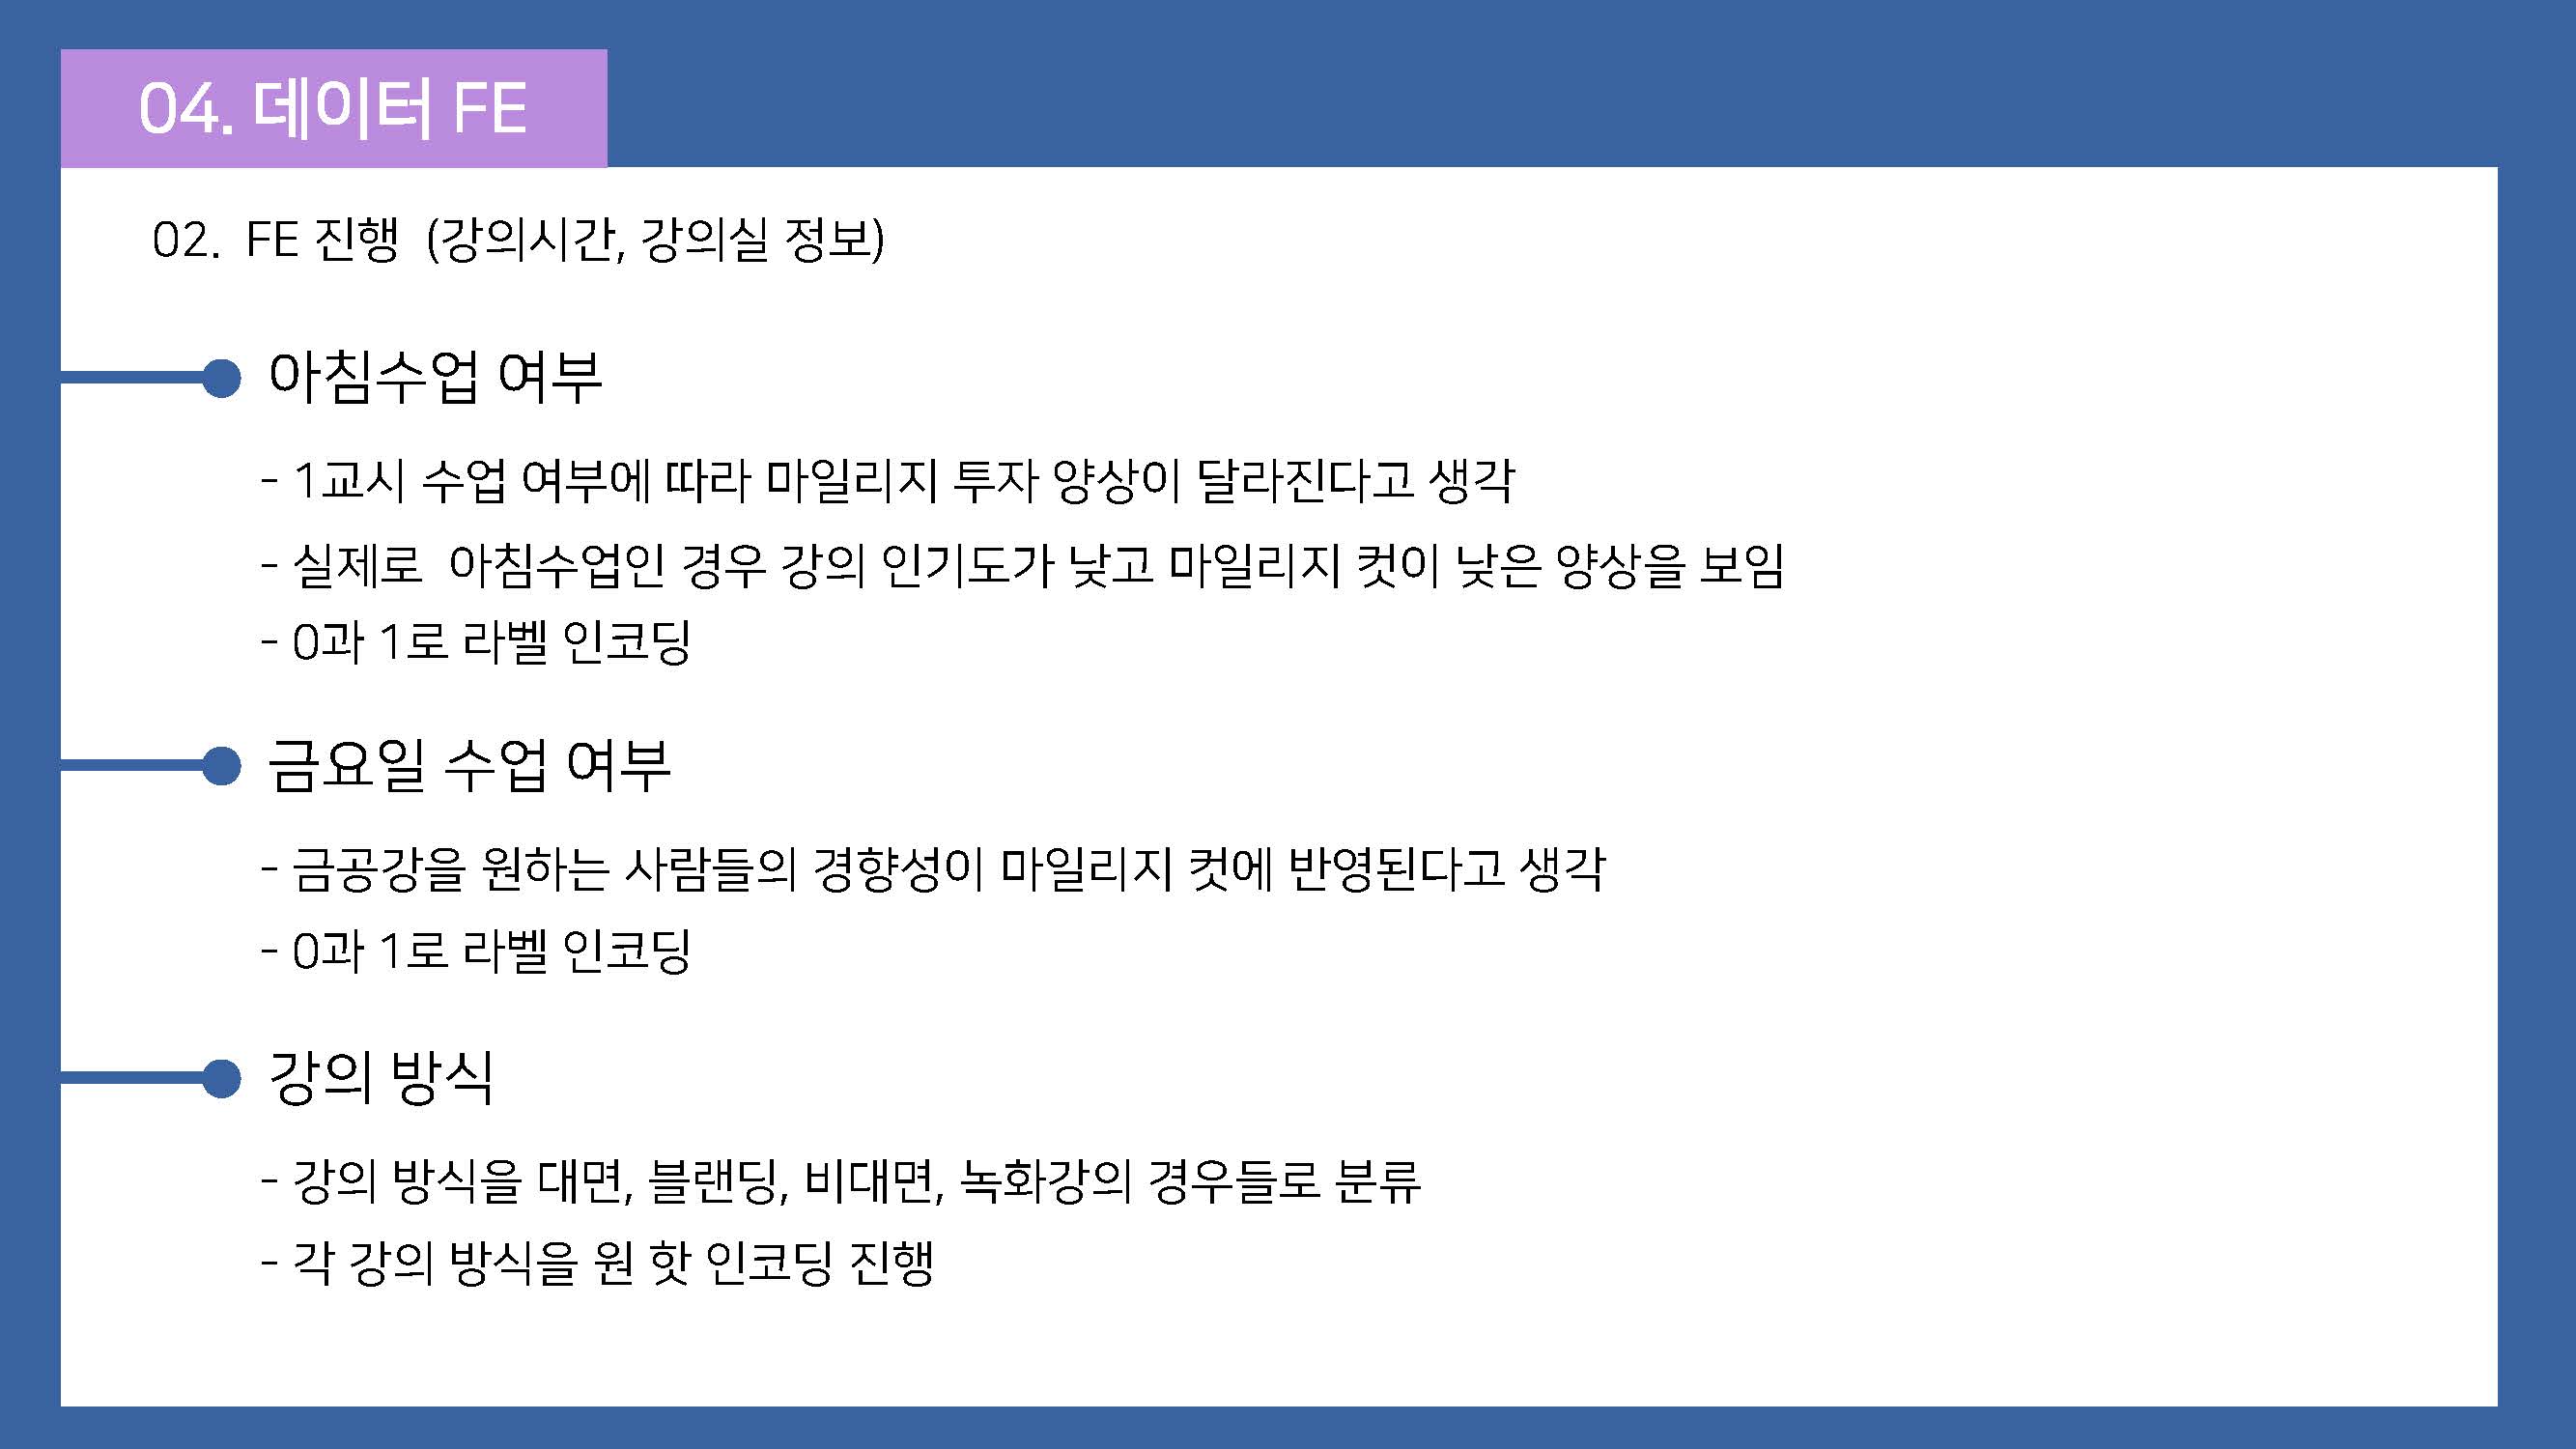 04. 데이터 FE
02. FE 진행 (강의시간, 강의실 정보)
아침수업 여부
- 1교시 수업 여부에 따라 마일리지 투자 양상이 달라진다고 생각
- 실제로 아침수업인 경우 강의 인기도가 낮고 마일리지 컷이 낮은 양상을 보임
- 0과 1로 라벨 인코딩
금요일 수업 여부
- 금공강을 원하는 사람들의 경향성이 마일리지 컷에 반영된다고 생각
- 0과 1로 라벨 인코딩
강의 방식
- 강의 방식을 대면, 블랜딩, 비대면, 녹화강의 경우들로 분류
- 각 강의 방식을 원 핫 인코딩 진행